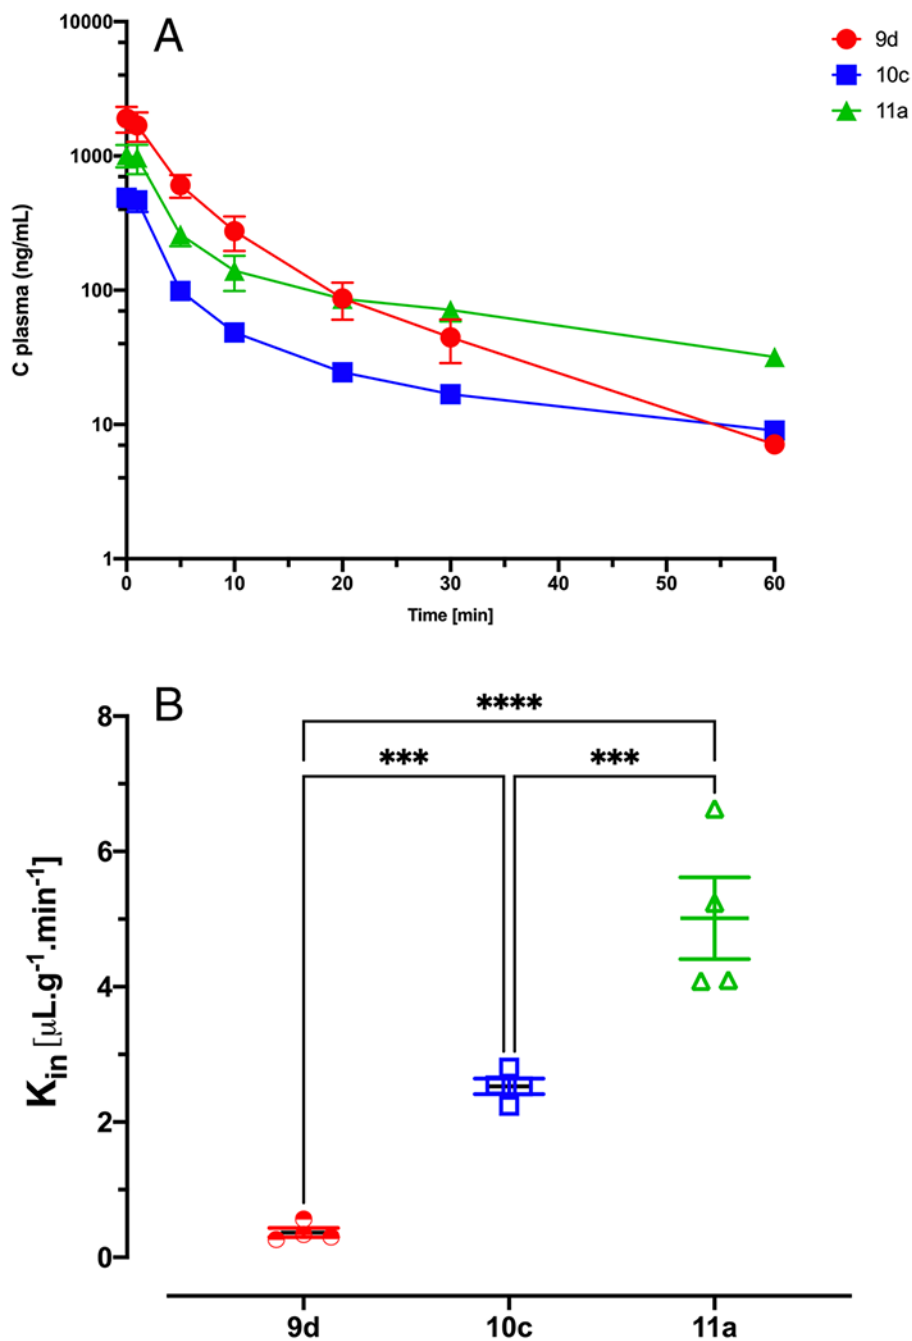 A
9d
10c
11a
10000
1000
100
10
1
C plasma (ng/mL)
0 10 20 30 40 50 60
Time [min]
B
****
*** ***
8
6
4
2
0
K_in [μL.g⁻¹.min⁻¹]
9d 10c 11a